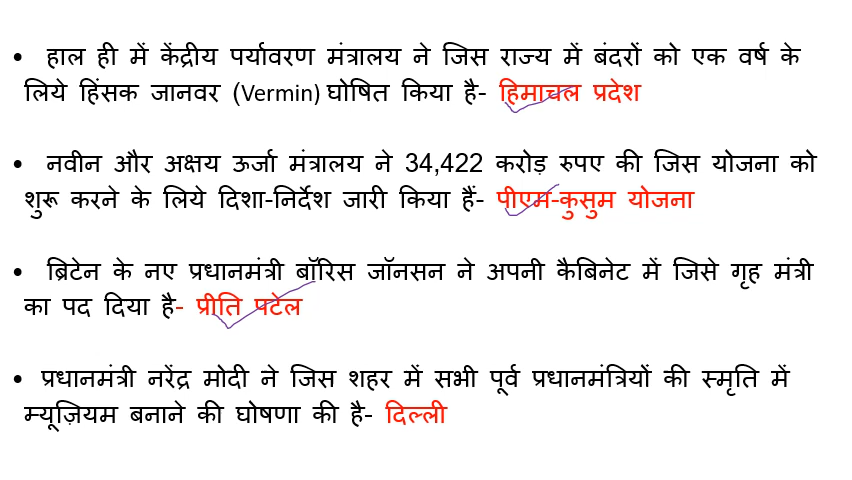 • हाल ही में केंद्रीय पर्यावरण मंत्रालय ने जिस राज्य में बंदरों को एक वर्ष के
लिये हिंसक जानवर (Vermin) घोषित किया है- हिमाचल प्रदेश
• नवीन और अक्षय ऊर्जा मंत्रालय ने 34,422 करोड़ रुपए की जिस योजना को
शुरू करने के लिये दिशा-निर्देश जारी किया हैं- पीएम-कुसुम योजना
• ब्रिटेन के नए प्रधानमंत्री बॉरिस जॉनसन ने अपनी कैबिनेट में जिसे गृह मंत्री
का पद दिया है- प्रीति पटेल
• प्रधानमंत्री नरेंद्र मोदी ने जिस शहर में सभी पूर्व प्रधानमंत्रियों की स्मृति में
म्यूज़ियम बनाने की घोषणा की है- दिल्ली